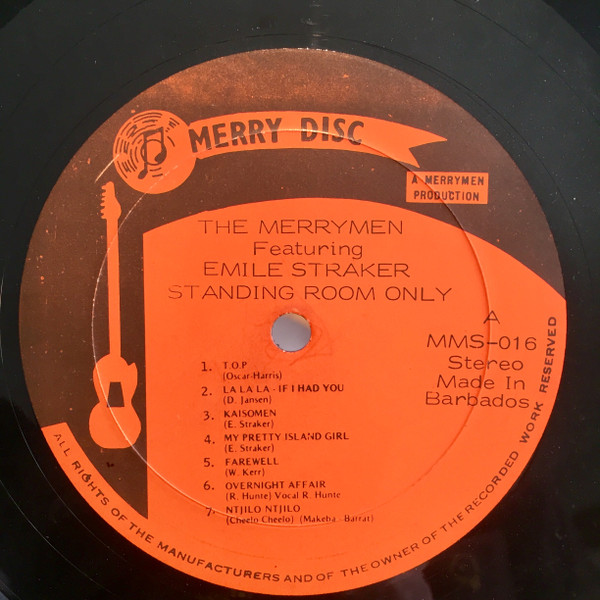 MERRY DISC
A MERRYMEN
PRODUCTION
THE MERRYMEN
Featuring
EMILE STRAKER
STANDING ROOM ONLY
A
MMS-016
Stereo
Made In
Barbados
1. T.O.P
(Oscar-Harris)
2. LA LA LA - IF I HAD YOU
(D. Jansen)
3. KAISOMEN
(E. Straker)
4. MY PRETTY ISLAND GIRL
(E. Straker)
5. FAREWELL
(W. Kerr)
6. OVERNIGHT AFFAIR
(R. Hunte) Vocal R. Hunte
7. NTJILO NTJILO
(Cheelo Cheelo) (Makeba - Barrat)
ALL RIGHTS OF THE MANUFACTURERS AND OF THE OWNER OF THE RECORDED WORK RESERVED